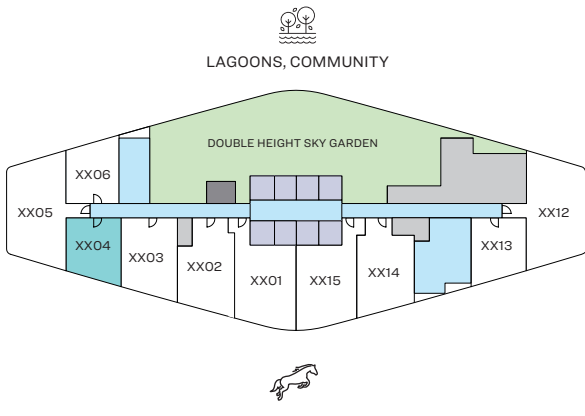 LAGOONS, COMMUNITY
DOUBLE HEIGHT SKY GARDEN
XX06
XX05
XX12
XX04
XX13
XX03
XX02
XX14
XX01
XX15